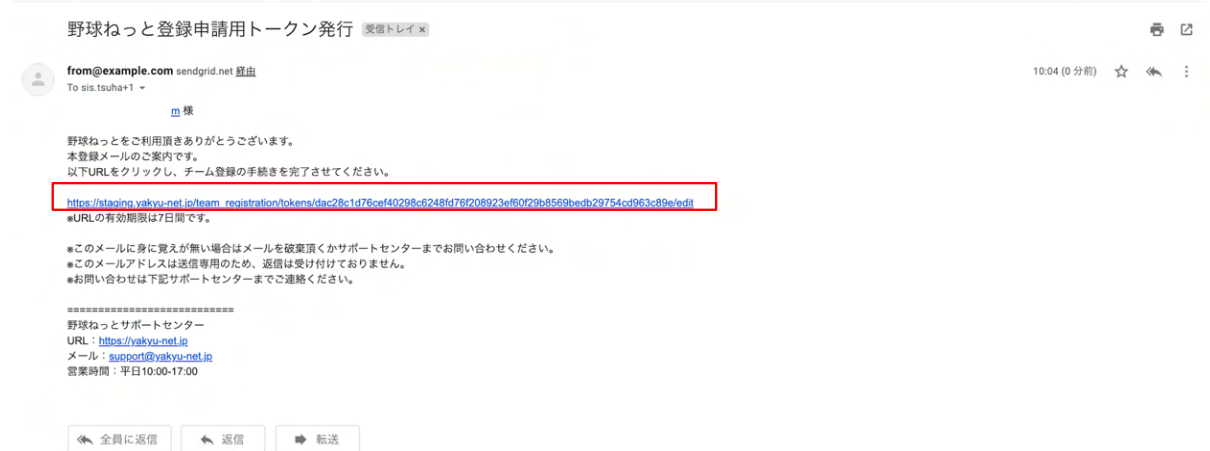 野球ねっと登録申請用トークン発行 受信トレイ ×
from@example.com sendgrid.net 経由
10:04 (0 分前)
To sis.tsuha+1
m 様
野球ねっとをご利用頂きありがとうございます。
本登録メールのご案内です。
以下URLをクリックし、チーム登録の手続きを完了させてください。
https://staging.yakyu-net.jp/team_registration/tokens/dac28c1d76cef40298c6248fd76f208923ef60f29b8569bedb29754cd963c89e/edit
※URLの有効期限は7日間です。
※このメールに身に覚えが無い場合はメールを破棄頂くかサポートセンターまでお問い合わせください。
※このメールアドレスは送信専用のため、返信は受け付けておりません。
※お問い合わせは下記サポートセンターまでご連絡ください。
===========================
野球ねっとサポートセンター
URL：https://yakyu-net.jp
メール：support@yakyu-net.jp
営業時間：平日10:00-17:00
全員に返信 返信 転送